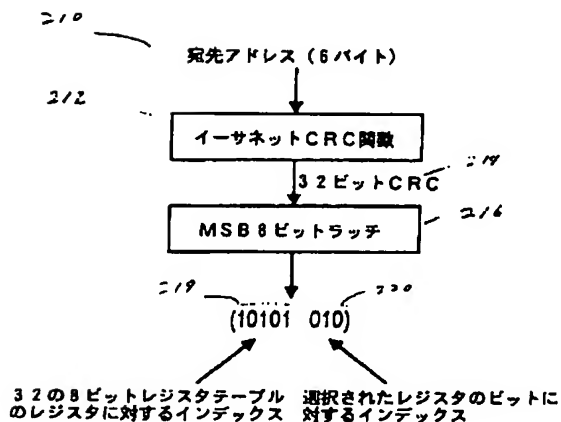 210
宛先アドレス(6バイト)
212
イーサネットCRC関数
32ビットCRC
216
MSB8ビットラッチ
220
(10101 010)
32の8ビットレジスタテーブル
のレジスタに対するインデックス
選択されたレジスタのビットに
対するインデックス